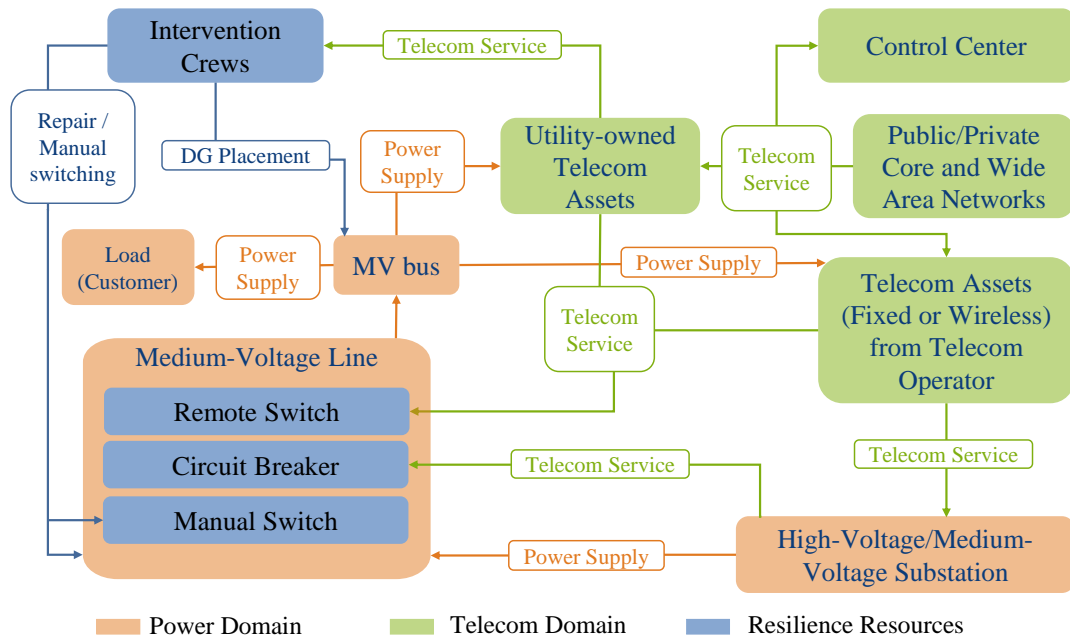 Intervention
Crews
Telecom Service
Control Center
Repair /
Manual
switching
DG Placement
Power
Supply
Utility-owned
Telecom
Assets
Telecom
Service
Public/Private
Core and Wide
Area Networks
Load
(Customer)
Power
Supply
MV bus
Power Supply
Telecom Assets
(Fixed or Wireless)
from Telecom
Operator
Telecom
Service
Medium-Voltage Line
Remote Switch
Circuit Breaker
Manual Switch
Telecom Service
Telecom Service
Power Supply
High-Voltage/Medium-
Voltage Substation
Power Domain
Telecom Domain
Resilience Resources